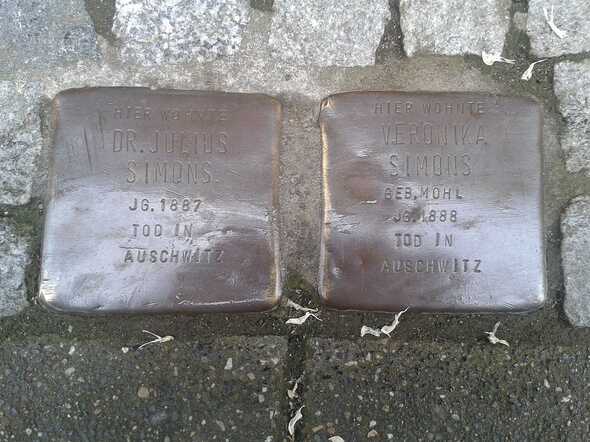 HIER WOHNTE
DR. JULIUS
SIMONS
JG. 1887
TOD IN
AUSCHWITZ
HIER WOHNTE
VERONIKA
SIMONS
GEB. MOHL
JG. 1888
TOD IN
AUSCHWITZ